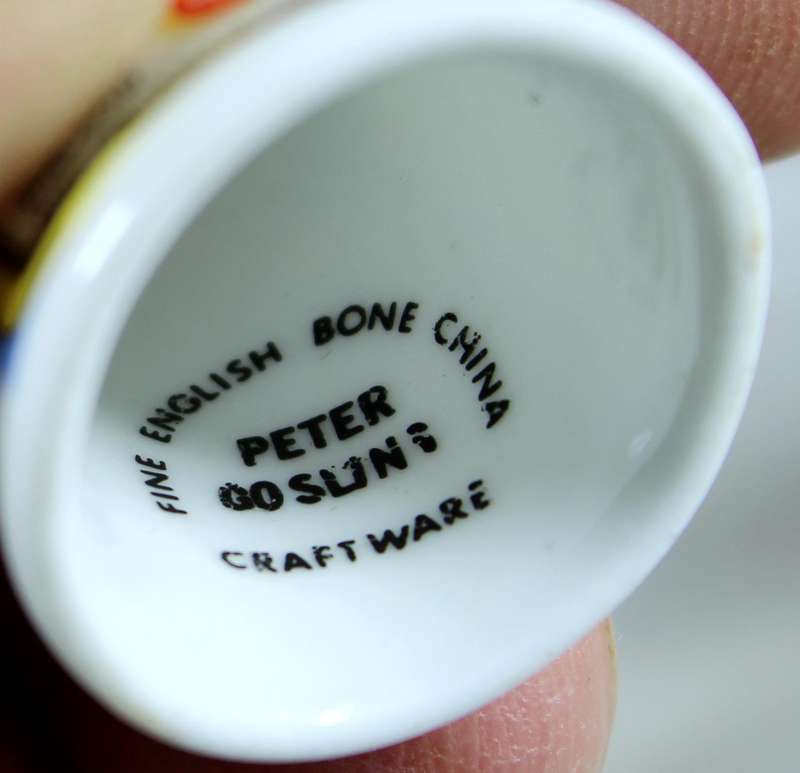 FINE ENGLISH BONE CHINA
PETER
GOSLING
CRAFTWARE